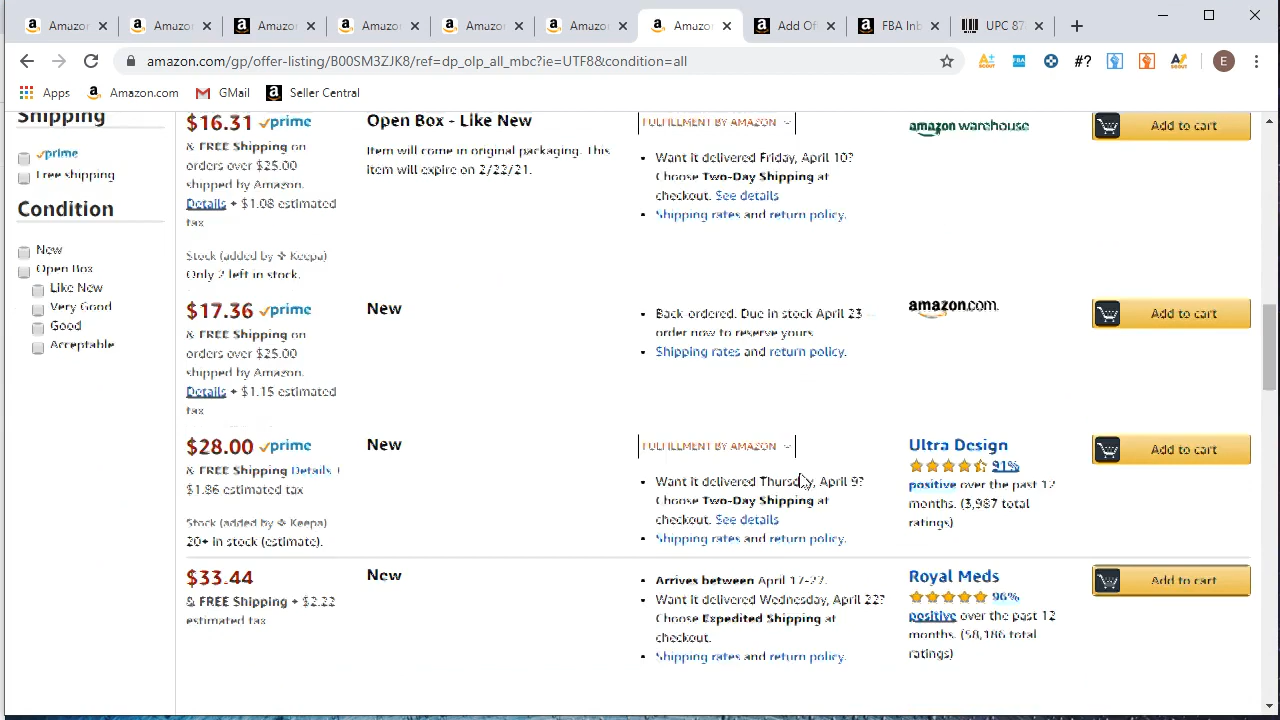 Amazon Amazon Amazon Amazon Amazon Amazon Amazon Add Of FBA Inb UPC 87
amazon.com/gp/offer-listing/B00SM3ZJK8/ref=dp_olp_all_mbc?ie=UTF8&condition=all
#?
E
Apps Amazon.com GMail Seller Central
Shipping
prime
Free shipping
Condition
New
Open Box
Like New
Very Good
Good
Acceptable
$16.31 prime
& FREE Shipping on
orders over $25.00
shipped by Amazon.
Details + $1.08 estimated
tax
Stock (added by Keepa)
Only 2 left in stock.
Open Box - Like New
Item will come in original packaging. This
item will expire on 2/22/21.
FULFILLMENT BY AMAZON
• Want it delivered Friday, April 10?
Choose Two-Day Shipping at
checkout. See details
• Shipping rates and return policy.
amazon warehouse
Add to cart
$17.36 prime
& FREE Shipping on
orders over $25.00
shipped by Amazon.
Details + $1.15 estimated
tax
New
• Back-ordered. Due in stock April 23 —
order now to reserve yours
• Shipping rates and return policy.
amazon.com.
Add to cart
$28.00 prime
& FREE Shipping Details +
$1.86 estimated tax
Stock (added by Keepa)
20+ in stock (estimate).
New
FULFILLMENT BY AMAZON
• Want it delivered Thursday, April 9?
Choose Two-Day Shipping at
checkout. See details
• Shipping rates and return policy.
Ultra Design
91%
positive over the past 12
months. (3,987 total
ratings)
Add to cart
$33.44
& FREE Shipping + $2.22
estimated tax
New
• Arrives between April 17-22.
• Want it delivered Wednesday, April 22?
Choose Expedited Shipping at
checkout.
• Shipping rates and return policy.
Royal Meds
96%
positive over the past 12
months. (58,186 total
ratings)
Add to cart